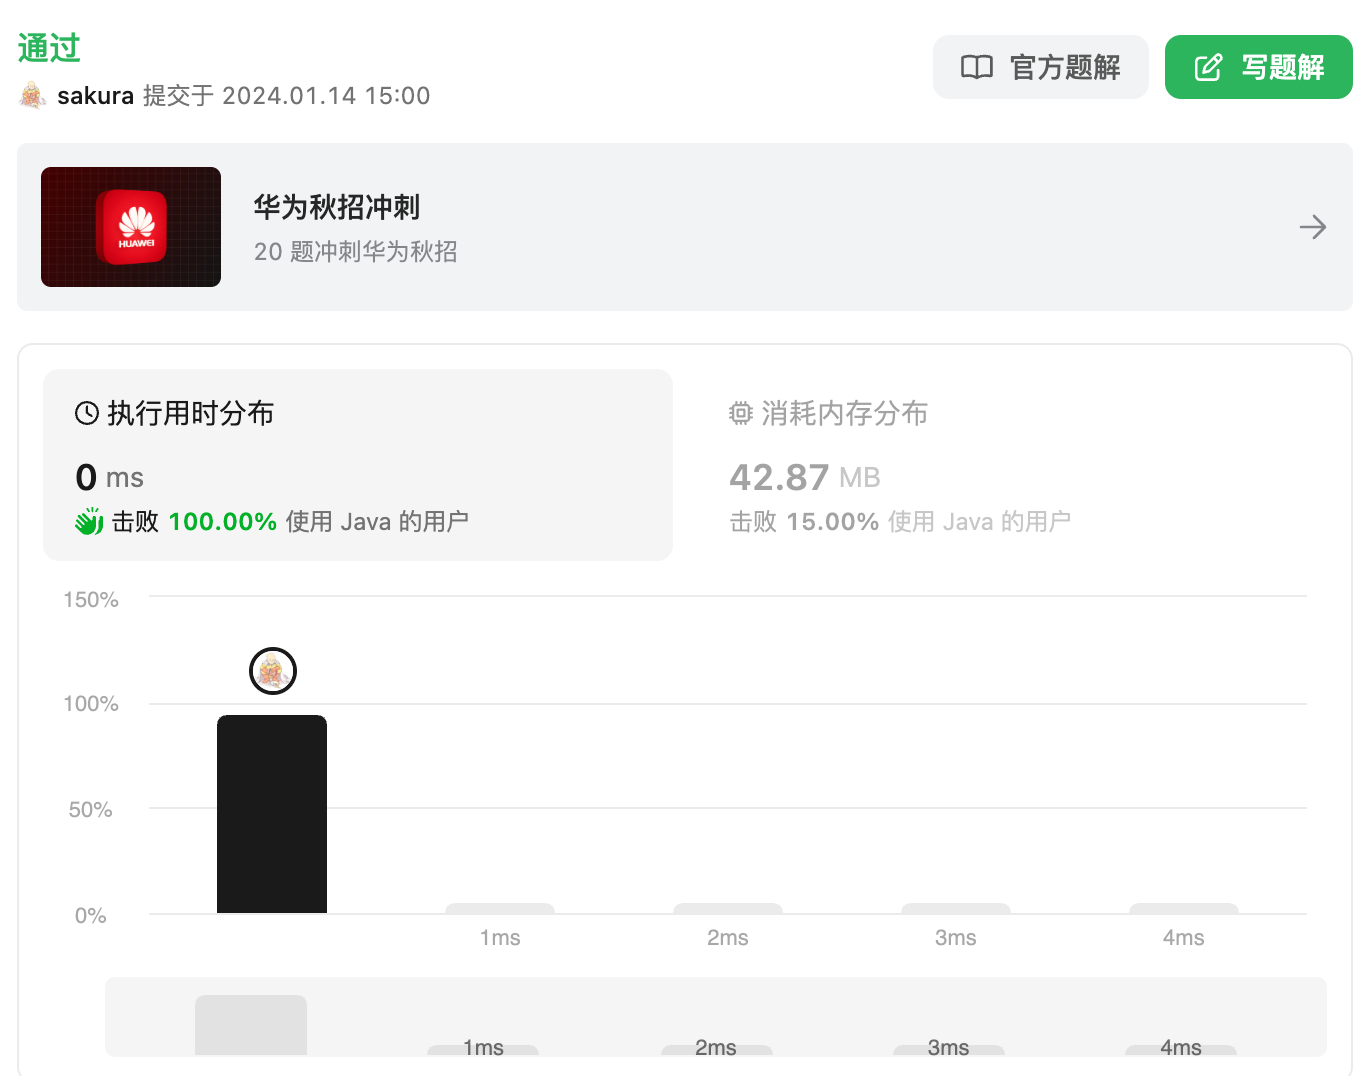 通过
sakura 提交于 2024.01.14 15:00
官方题解
写题解
HUAWEI
华为秋招冲刺
20 题冲刺华为秋招
执行用时分布
0 ms
击败 100.00% 使用 Java 的用户
消耗内存分布
42.87 MB
击败 15.00% 使用 Java 的用户
150%
100%
50%
0%
1ms 2ms 3ms 4ms
1ms 2ms 3ms 4ms